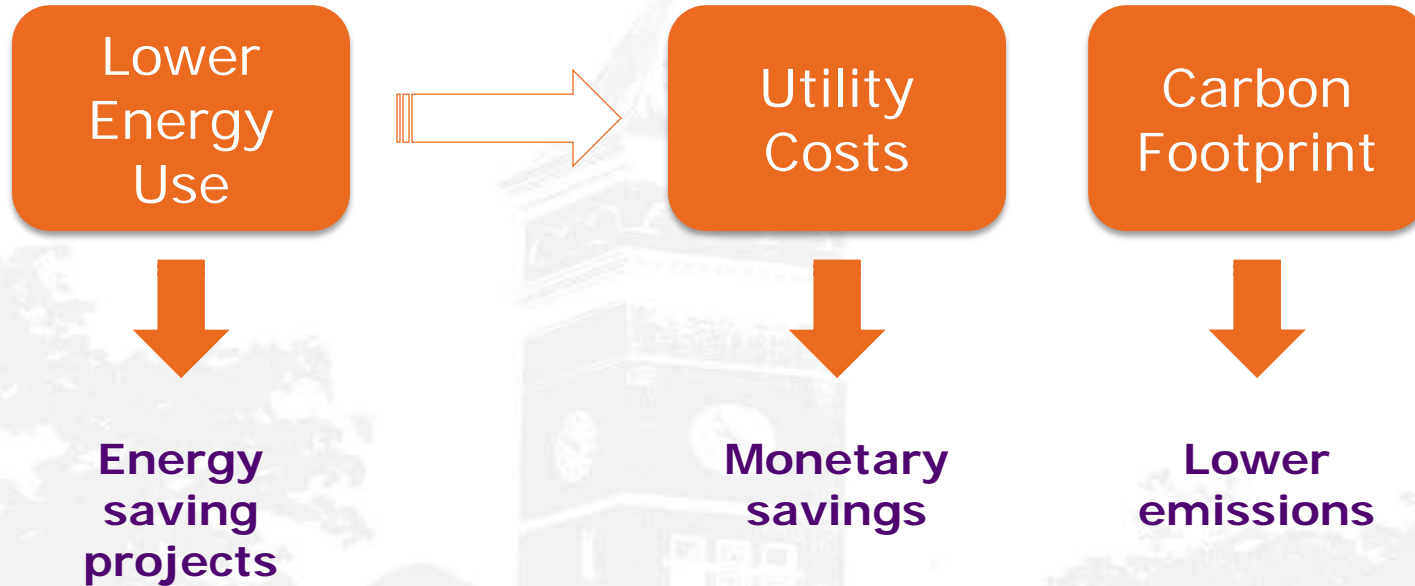 Lower
Energy
Use
Utility
Costs
Carbon
Footprint
Energy
saving
projects
Monetary
savings
Lower
emissions